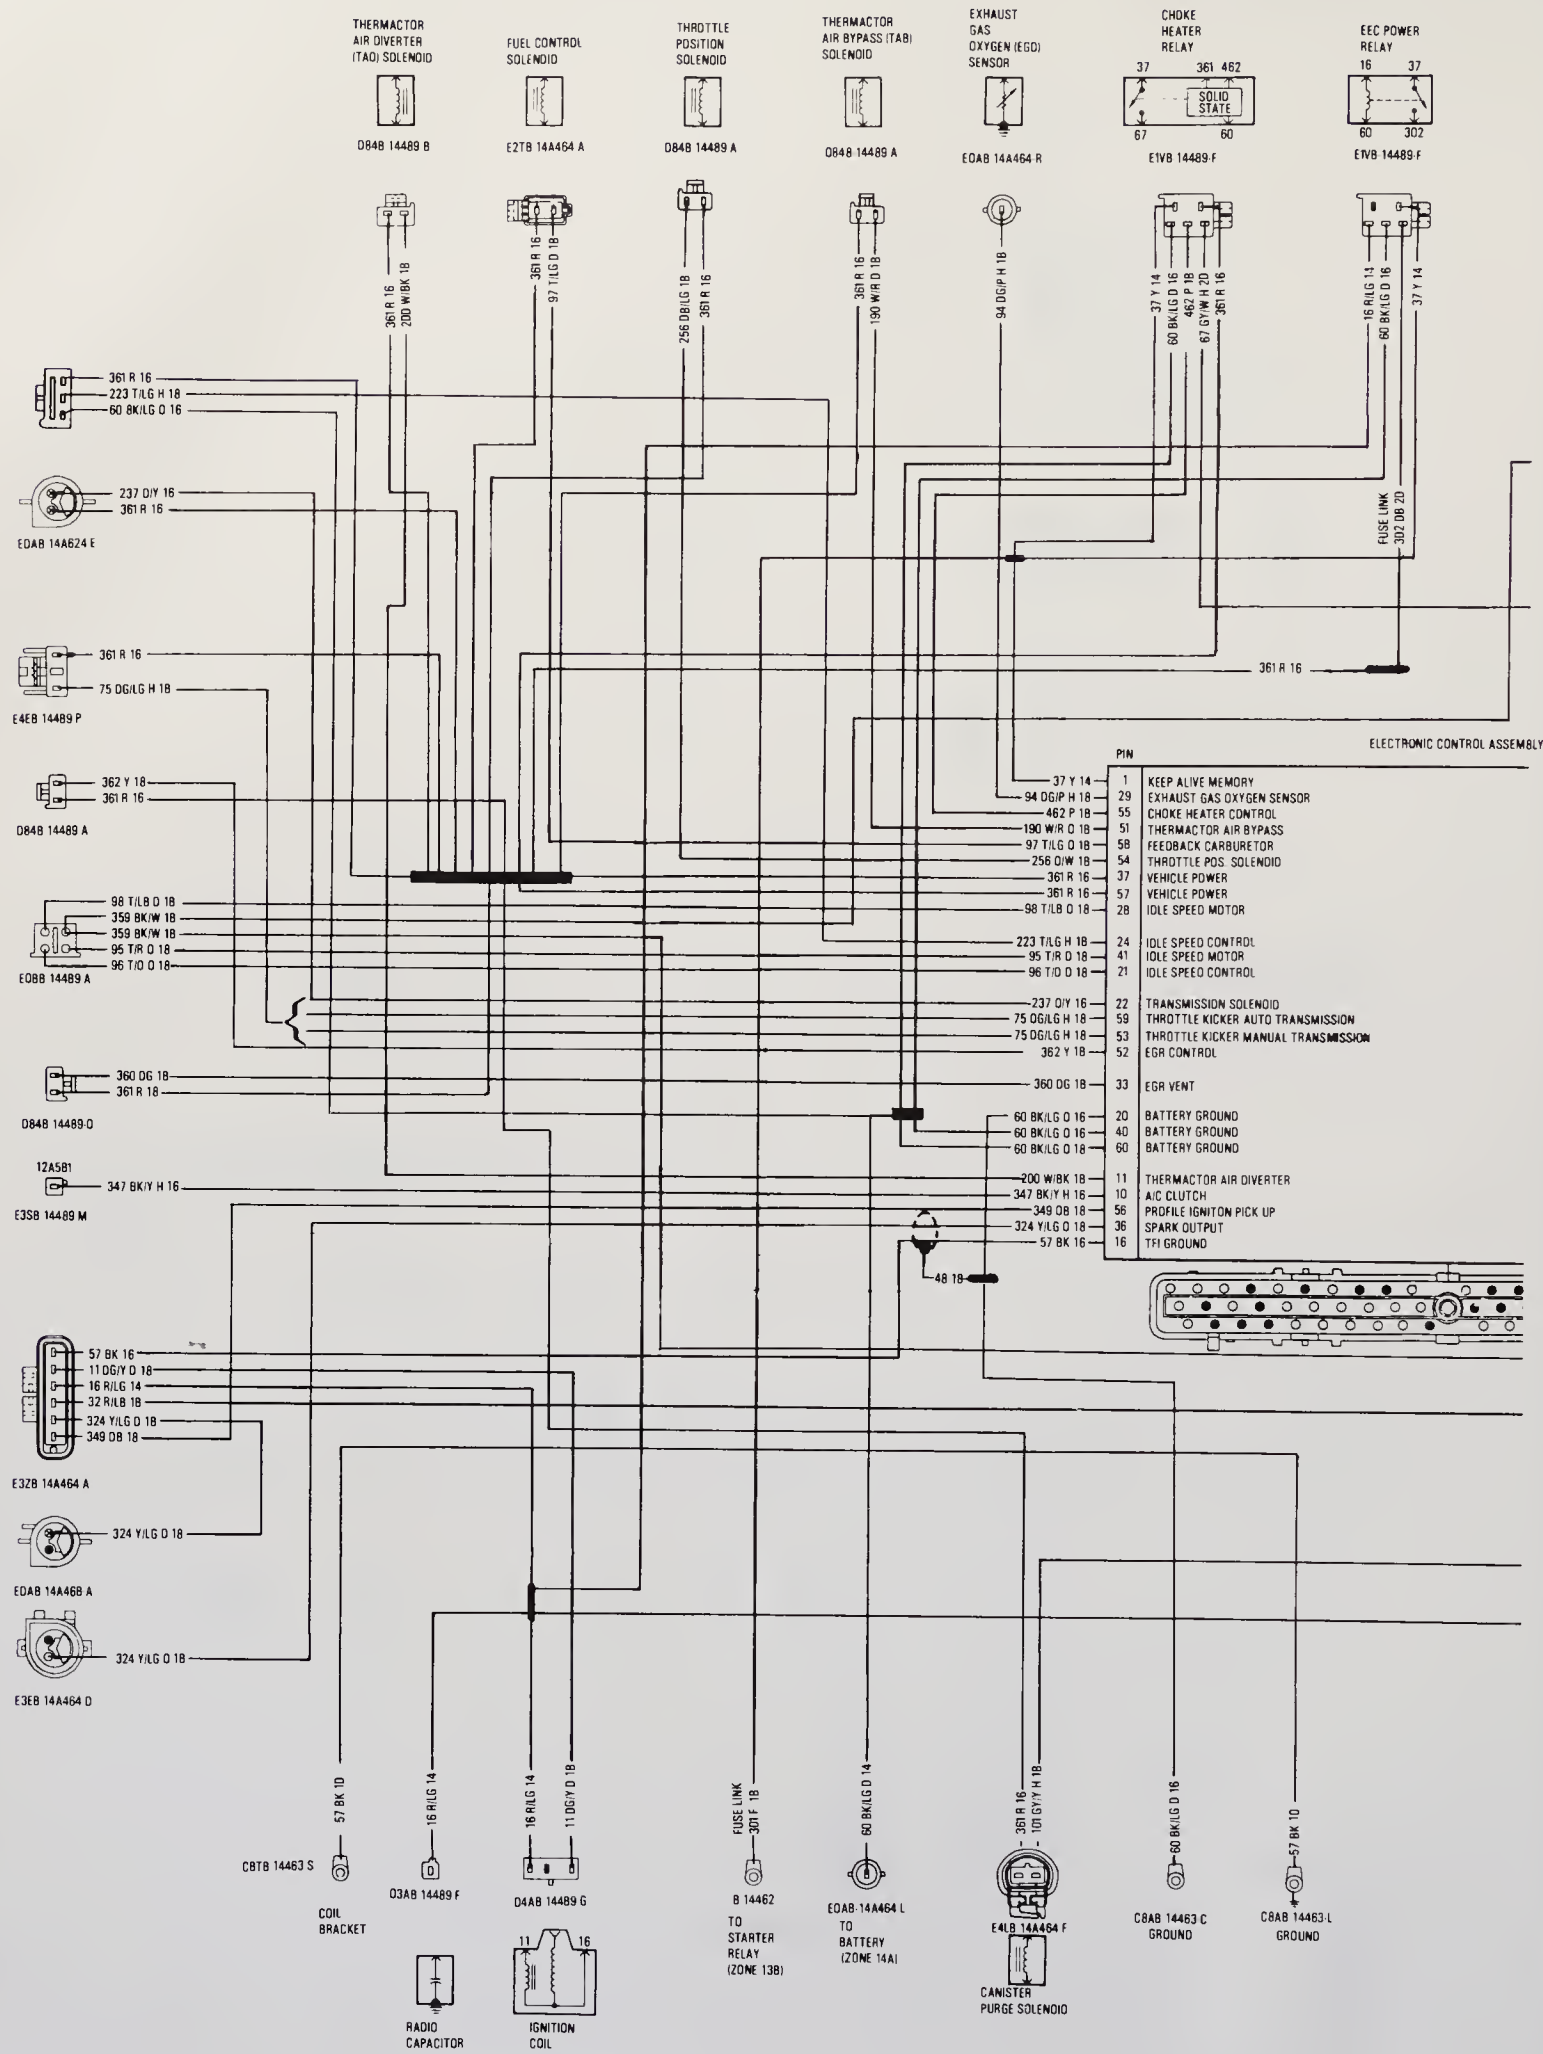 THERMACTOR
AIR DIVERTER
(TAD) SOLENOID
D84B 14489 B
FUEL CONTROL
SOLENOID
E2TB 14A464 A
THROTTLE
POSITION
SOLENOID
D84B 14489 A
THERMACTOR
AIR BYPASS (TAB)
SOLENOID
D84B 14489 A
EXHAUST
GAS
OXYGEN (EGO)
SENSOR
E0AB 14A464-R
CHOKE
HEATER
RELAY
37 361 462
SOLID
STATE
67 60
E1VB 14489-F
EEC POWER
RELAY
16 37
60 302
E1VB 14489-F
361 R 16
200 W/BK 18
361 R 16
97 T/LG D 18
256 DB/LG 18
361 R 16
361 R 16
190 W/R D 18
94 DG/P H 18
37 Y 14
60 BK/LG D 16
462 P 18
67 GY/W H 20
361 R 16
16 R/LG 14
60 BK/LG D 16
37 Y 14
FUSE LINK
302 DB 20
361 R 16
361 R 16
223 T/LG H 18
60 BK/LG D 16
237 O/Y 16
361 R 16
E0AB 14A624 E
361 R 16
75 DG/LG H 18
E4EB 14489 P
362 Y 18
361 R 16
D84B 14489 A
98 T/LB D 18
359 BK/W 18
359 BK/W 18
95 T/R D 18
96 T/O D 18
E0BB 14489 A
360 DG 18
361 R 18
D84B 14489-D
12A581
347 BK/Y H 16
E3SB 14489 M
ELECTRONIC CONTROL ASSEMBLY
PIN
37 Y 14 1 KEEP ALIVE MEMORY
94 DG/P H 18 29 EXHAUST GAS OXYGEN SENSOR
462 P 18 55 CHOKE HEATER CONTROL
190 W/R D 18 51 THERMACTOR AIR BYPASS
97 T/LG D 18 58 FEEDBACK CARBURETOR
256 O/W 18 54 THROTTLE POS. SOLENOID
361 R 16 37 VEHICLE POWER
361 R 16 57 VEHICLE POWER
98 T/LB D 18 28 IDLE SPEED MOTOR
223 T/LG H 18 24 IDLE SPEED CONTROL
95 T/R D 18 41 IDLE SPEED MOTOR
96 T/O D 18 21 IDLE SPEED CONTROL
237 O/Y 16 22 TRANSMISSION SOLENOID
75 DG/LG H 18 59 THROTTLE KICKER AUTO TRANSMISSION
75 DG/LG H 18 53 THROTTLE KICKER MANUAL TRANSMISSION
362 Y 18 52 EGR CONTROL
360 DG 18 33 EGR VENT
60 BK/LG D 16 20 BATTERY GROUND
60 BK/LG D 16 40 BATTERY GROUND
60 BK/LG D 18 60 BATTERY GROUND
200 W/BK 18 11 THERMACTOR AIR DIVERTER
347 BK/Y H 16 10 A/C CLUTCH
349 DB 18 56 PROFILE IGNITON PICK UP
324 Y/LG D 18 36 SPARK OUTPUT
57 BK 16 16 TFI GROUND
48 18
57 BK 16
11 DG/Y D 18
16 R/LG 14
32 R/LB 18
324 Y/LG D 18
349 DB 18
E3ZB 14A464 A
324 Y/LG D 18
E0AB 14A468 A
324 Y/LG D 18
E3EB 14A464 D
57 BK 10
C8TB 14463 S
COIL
BRACKET
16 R/LG 14
D3AB 14489 F
RADIO
CAPACITOR
16 R/LG 14
11 DG/Y D 18
D4AB 14489 G
11 16
IGNITION
COIL
FUSE LINK
301 F 18
B 14462
TO
STARTER
RELAY
(ZONE 13B)
60 BK/LG D 14
E0AB-14A464 L
TO
BATTERY
(ZONE 14A)
361 R 16
101 GY/Y H 18
E4LB 14A464 F
CANISTER
PURGE SOLENOID
60 BK/LG D 16
C8AB 14463 C
GROUND
57 BK 10
C8AB 14463-L
GROUND